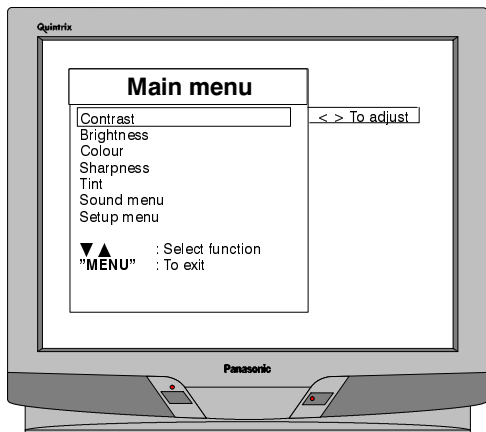 Quintrix
Main menu
Contrast
< > To adjust
Brightness
Colour
Sharpness
Tint
Sound menu
Setup menu
▼▲ : Select function
”MENU” : To exit
Panasonic